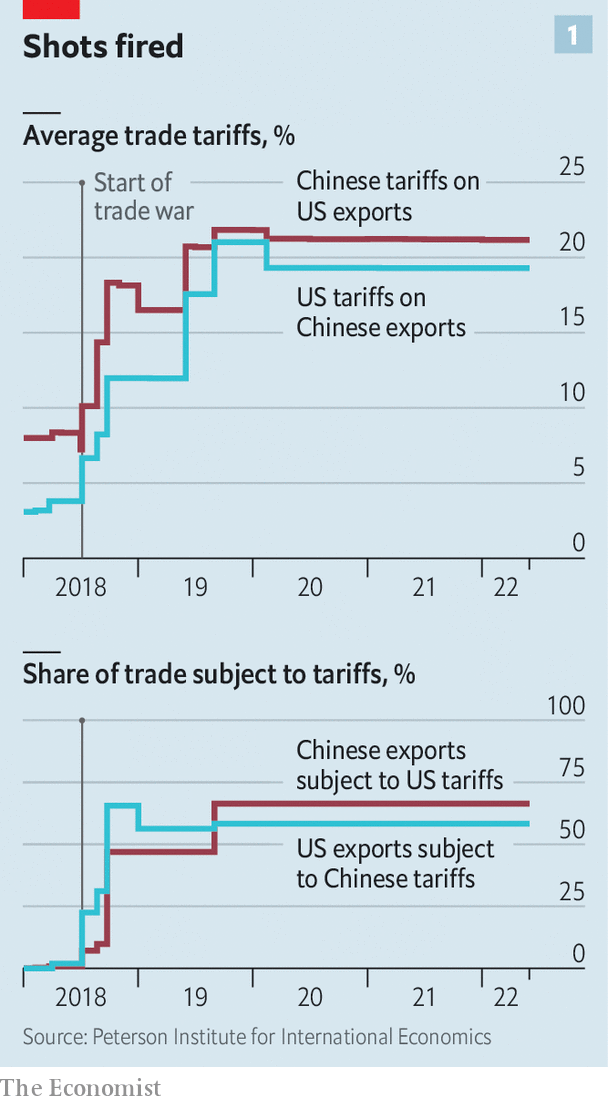 Shots fired
1
Average trade tariffs, %
25
Start of
trade war
Chinese tariffs on
US exports
20
US tariffs on
Chinese exports
15
10
5
0
2018 19 20 21 22
Share of trade subject to tariffs, %
100
Chinese exports
subject to US tariffs
75
50
US exports subject
to Chinese tariffs
25
0
2018 19 20 21 22
Source: Peterson Institute for International Economics
The Economist